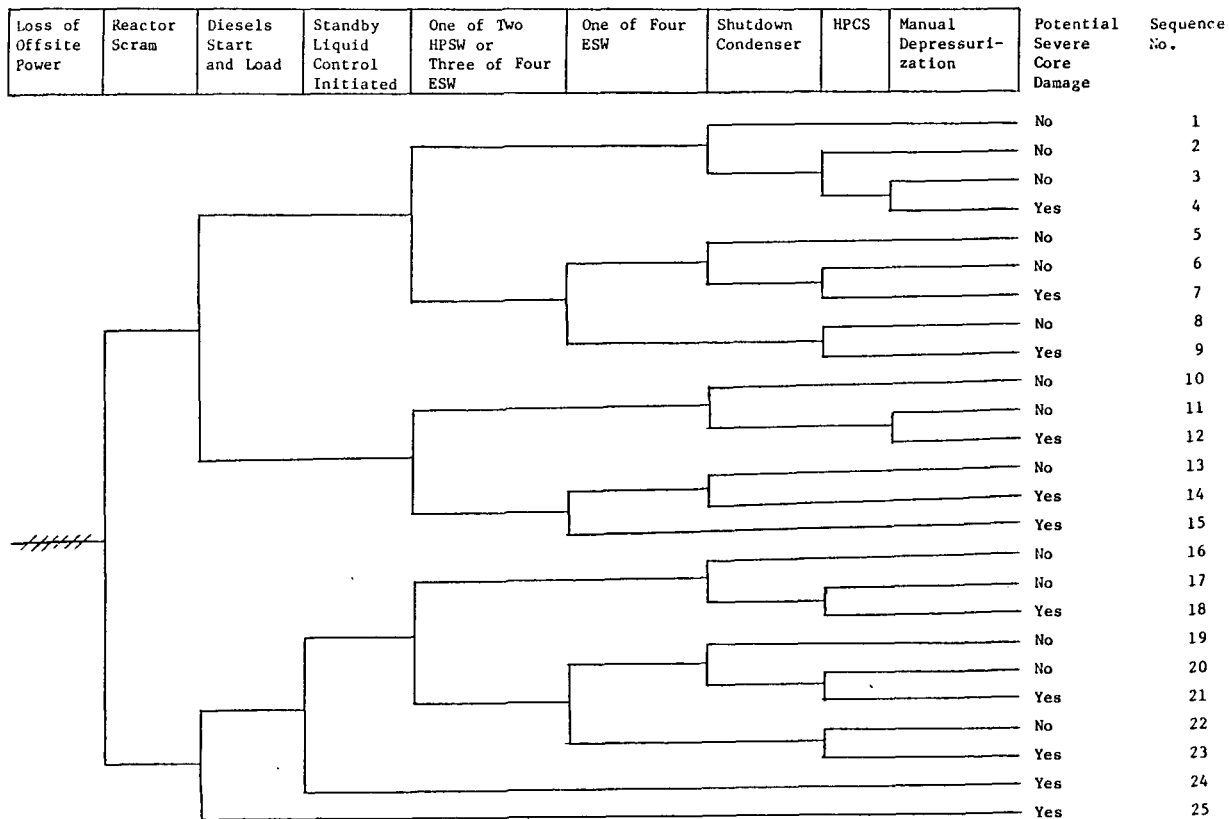 Loss of
Offsite
Power
Reactor
Scram
Diesels
Start
and Load
Standby
Liquid
Control
Initiated
One of Two
HPSW or
Three of Four
ESW
One of Four
ESW
Shutdown
Condenser
HPCS
Manual
Depressuri-
zation
Potential
Severe
Core
Damage
Sequence
No.
No 1
No 2
No 3
Yes 4
No 5
No 6
Yes 7
No 8
Yes 9
No 10
No 11
Yes 12
No 13
Yes 14
Yes 15
No 16
No 17
Yes 18
No 19
No 20
Yes 21
No 22
Yes 23
Yes 24
Yes 25